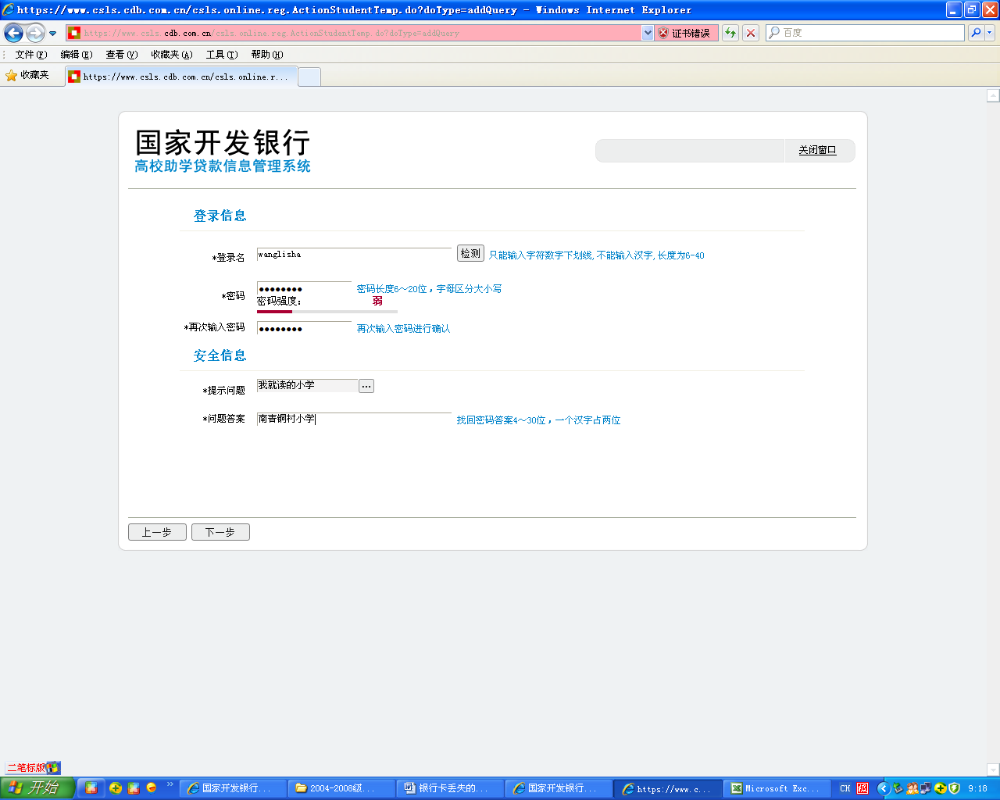 https://www.csls.cdb.com.cn/csls.online.reg.ActionStudentTemp.do?doType=addQuery - Windows Internet Explorer
https://www.csls.cdb.com.cn/csls.online.reg.ActionStudentTemp.do?doType=addQuery 证书错误 百度
文件(F) 编辑(E) 查看(V) 收藏夹(A) 工具(T) 帮助(H)
收藏夹 https://www.csls.cdb.com.cn/csls.online.r...
国家开发银行
高校助学贷款信息管理系统
关闭窗口
登录信息
*登录名 wanglisha 检测 只能输入字符数字下划线,不能输入汉字,长度为6-40
*密码 ●●●●●●●● 密码长度6～20位，字母区分大小写
密码强度： 弱
*再次输入密码 ●●●●●●●● 再次输入密码进行确认
安全信息
*提示问题 我就读的小学 ...
*问题答案 南青铜村小学 找回密码答案4～30位，一个汉字占两位
上一步 下一步
二笔标版
开始 » 国家开发银行... 2004-2008级... 银行卡丢失的... 国家开发银行... https://www.c... Microsoft Exc... CH 9:18